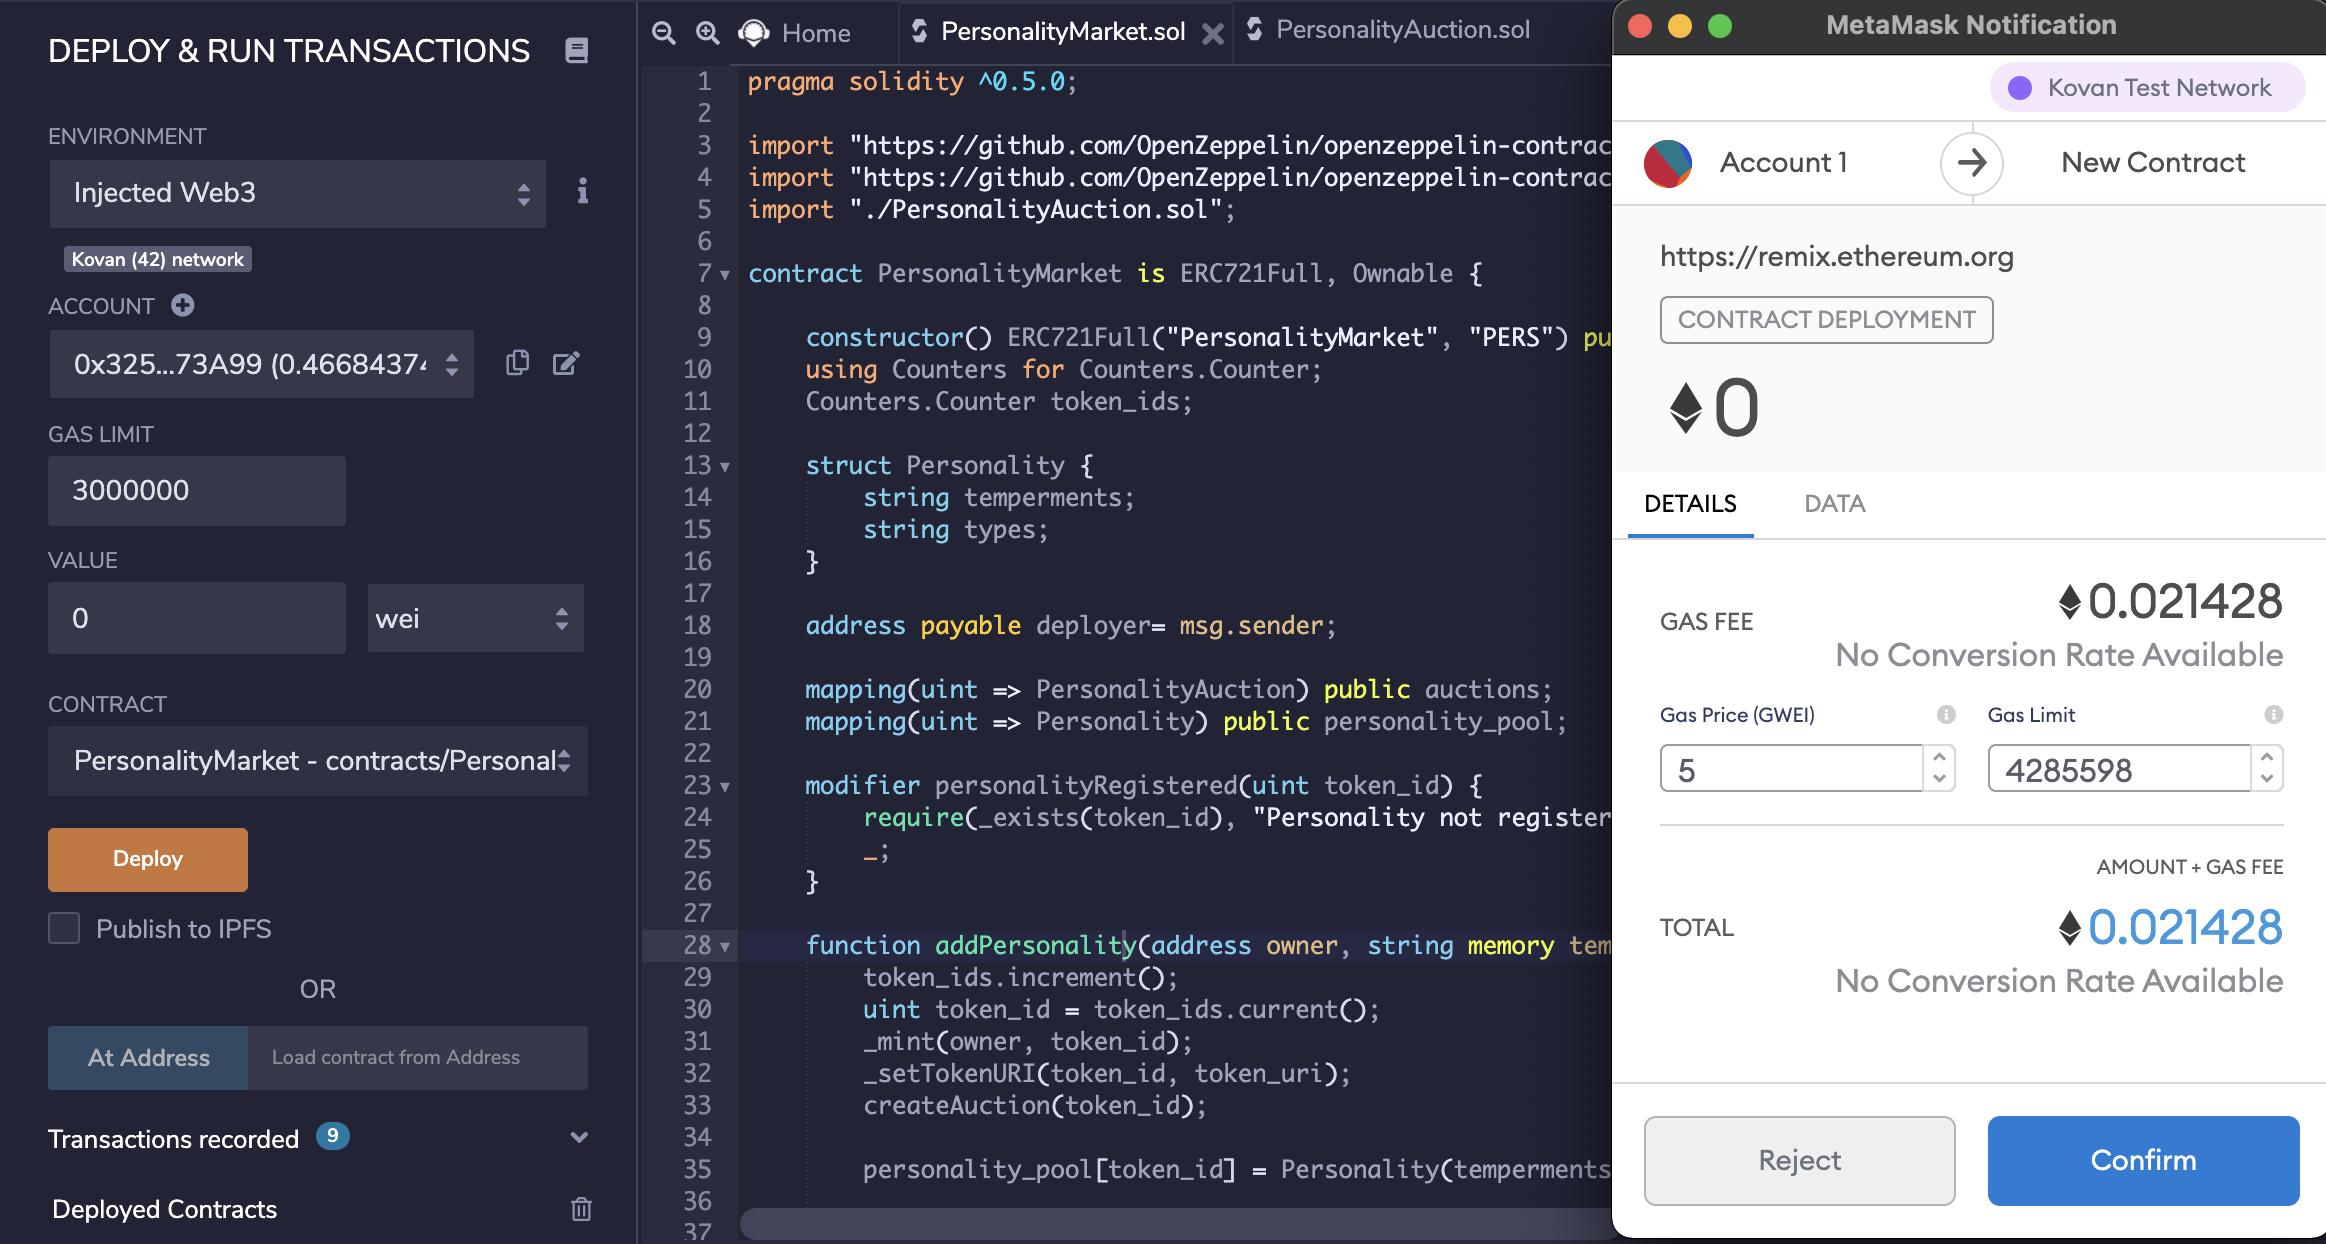 DEPLOY & RUN TRANSACTIONS
ENVIRONMENT
Injected Web3
Kovan (42) network
ACCOUNT
0x325...73A99 (0.46684374
GAS LIMIT
3000000
VALUE
0
wei
CONTRACT
PersonalityMarket - contracts/Personal
Deploy
Publish to IPFS
OR
At Address
Load contract from Address
Transactions recorded 9
Deployed Contracts
Home
PersonalityMarket.sol
PersonalityAuction.sol
1 pragma solidity ^0.5.0;
2
3 import "https://github.com/OpenZeppelin/openzeppelin-contrac
4 import "https://github.com/OpenZeppelin/openzeppelin-contrac
5 import "./PersonalityAuction.sol";
6
7 contract PersonalityMarket is ERC721Full, Ownable {
8
9 constructor() ERC721Full("PersonalityMarket", "PERS") pu
10 using Counters for Counters.Counter;
11 Counters.Counter token_ids;
12
13 struct Personality {
14 string temperments;
15 string types;
16 }
17
18 address payable deployer= msg.sender;
19
20 mapping(uint => PersonalityAuction) public auctions;
21 mapping(uint => Personality) public personality_pool;
22
23 modifier personalityRegistered(uint token_id) {
24 require(_exists(token_id), "Personality not register
25 _;
26 }
27
28 function addPersonality(address owner, string memory tem
29 token_ids.increment();
30 uint token_id = token_ids.current();
31 _mint(owner, token_id);
32 _setTokenURI(token_id, token_uri);
33 createAuction(token_id);
34
35 personality_pool[token_id] = Personality(temperments
36
37
MetaMask Notification
Kovan Test Network
Account 1
New Contract
https://remix.ethereum.org
CONTRACT DEPLOYMENT
0
DETAILS
DATA
GAS FEE
0.021428
No Conversion Rate Available
Gas Price (GWEI)
Gas Limit
5
4285598
AMOUNT + GAS FEE
TOTAL
0.021428
No Conversion Rate Available
Reject
Confirm